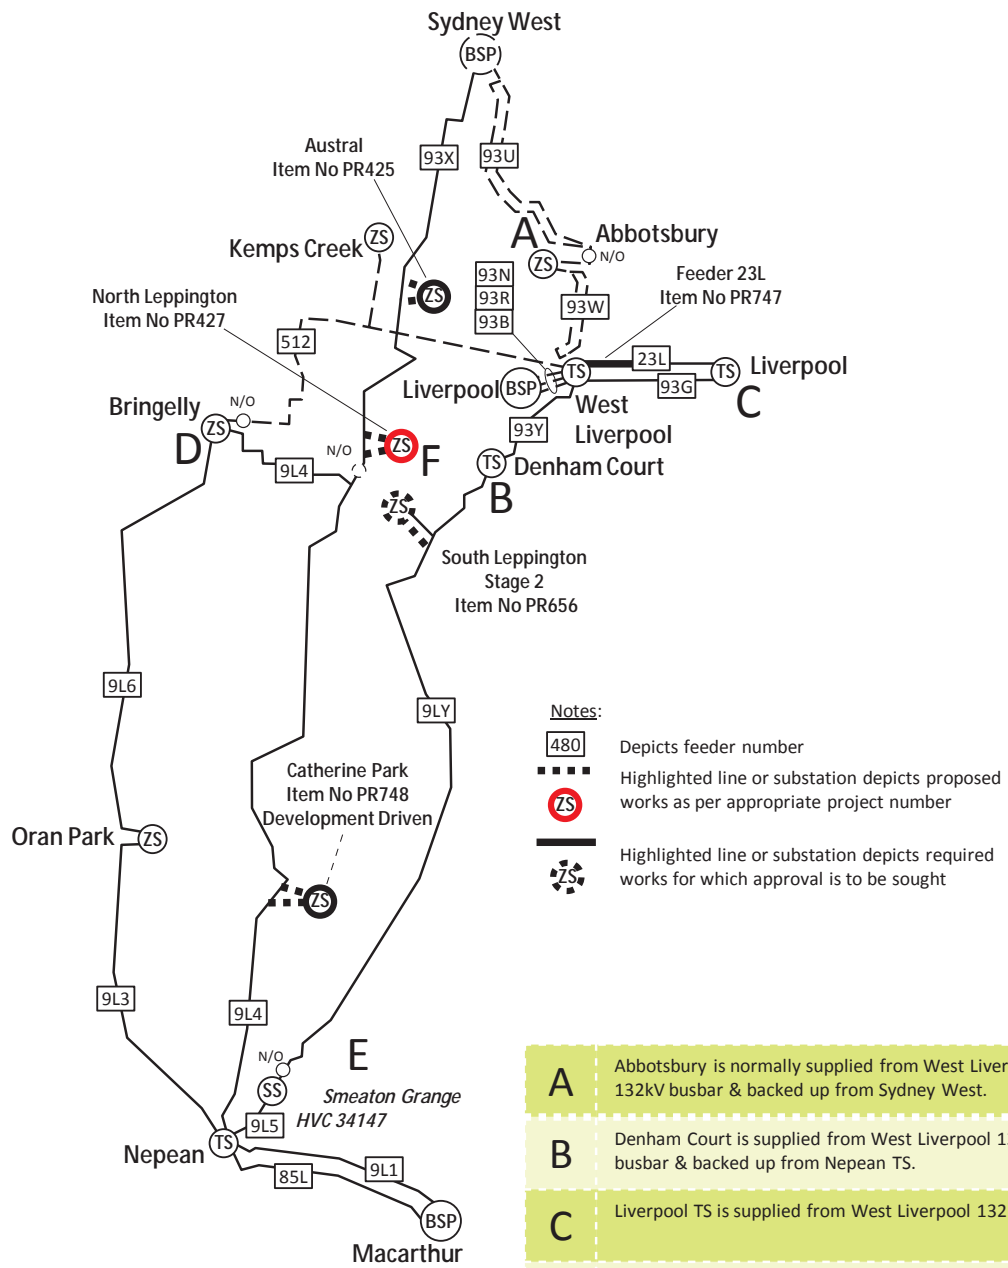 Sydney West
BSP
Austral
Item No PR425
93X
93U
A
Abbotsbury
N/O
ZS
Kemps Creek
ZS
93N
93R
93B
Feeder 23L
Item No PR747
North Leppington
Item No PR427
ZS
93W
512
23L
Liverpool
BSP
TS
TS
Liverpool
93G
C
West
Liverpool
Bringelly
N/O
ZS
D
93Y
N/O
ZS
F
TS
Denham Court
B
9L4
ZS
South Leppington
Stage 2
Item No PR656
9L6
9LY
Notes:
480
Depicts feeder number
Highlighted line or substation depicts proposed
works as per appropriate project number
ZS
Highlighted line or substation depicts required
works for which approval is to be sought
ZS
Catherine Park
Item No PR748
Development Driven
Oran Park
ZS
ZS
9L3
9L4
N/O
E
SS
Smeaton Grange
HVC 34147
9L5
Nepean
TS
9L1
85L
BSP
Macarthur
A
Abbotsbury is normally supplied from West Liver
132kV busbar & backed up from Sydney West.
B
Denham Court is supplied from West Liverpool 1
busbar & backed up from Nepean TS.
C
Liverpool TS is supplied from West Liverpool 132